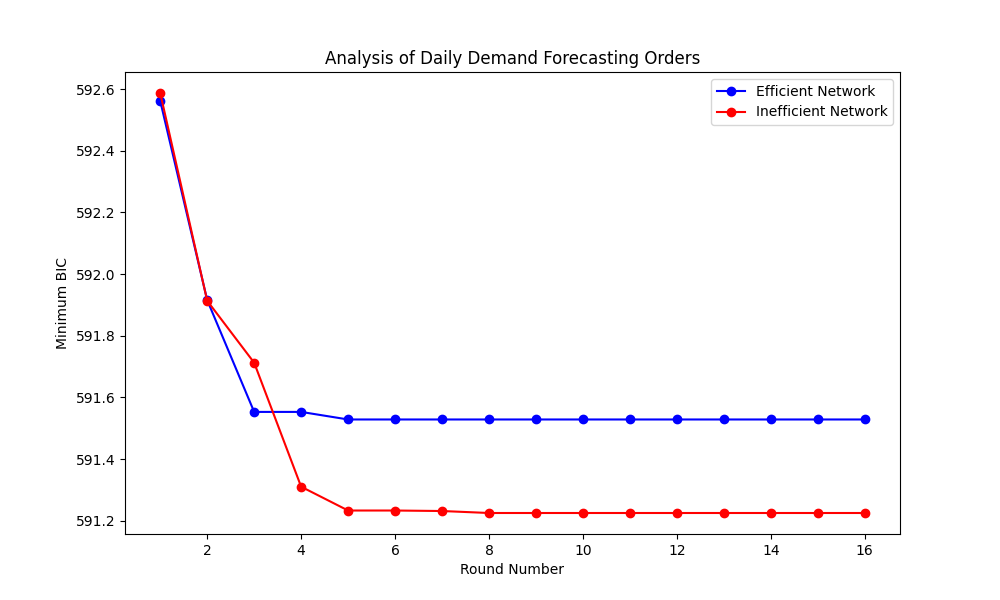 Analysis of Daily Demand Forecasting Orders
Efficient Network
Inefficient Network
Minimum BIC
592.6
592.4
592.2
592.0
591.8
591.6
591.4
591.2
2 4 6 8 10 12 14 16
Round Number